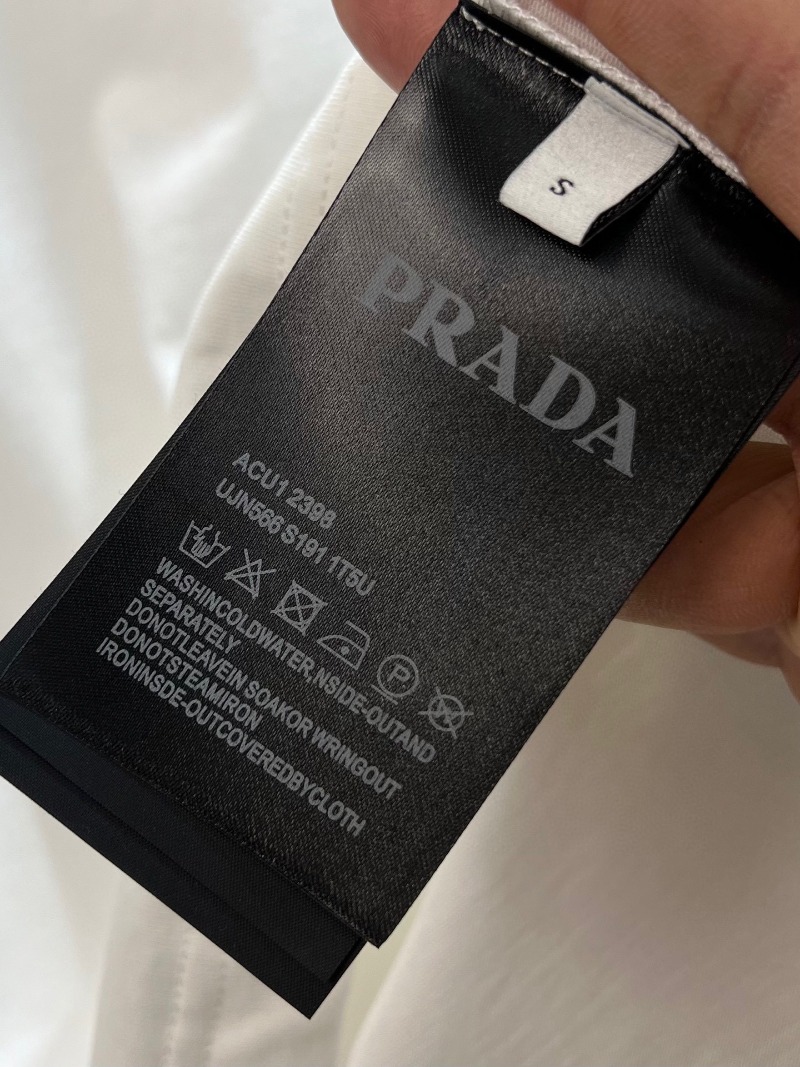 S
PRADA
ACU1 2398
UJN566 S191 1T5U
P
WASHINCOLDWATER,NSIDE-OUTAND
SEPARATELY
DONOTLEAVEIN SOAKOR WRINGOUT
DONOTSTEAMIRON
IRONINSDE-OUTCOVEREDBYCLOTH